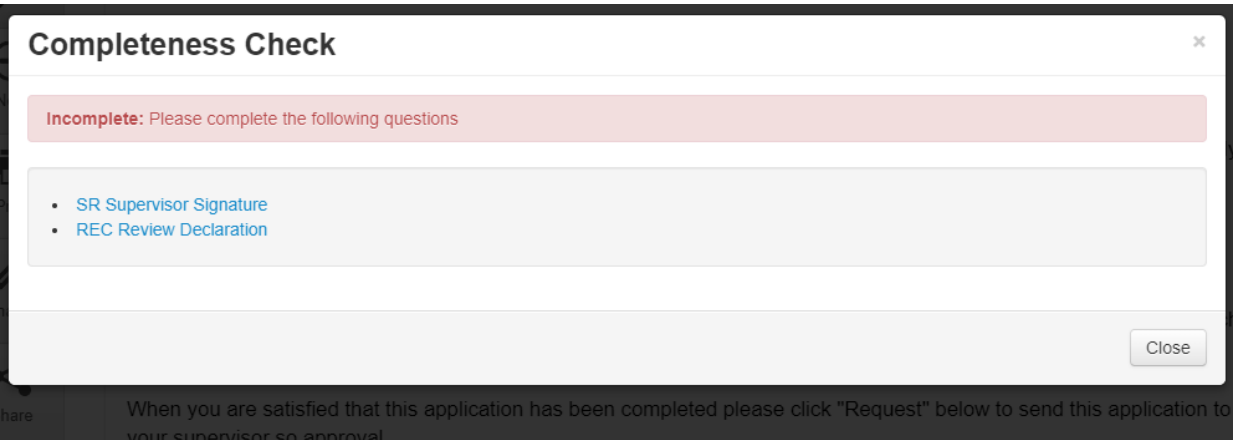 Completeness Check
×
Incomplete: Please complete the following questions
SR Supervisor Signature
REC Review Declaration
Close
hare
When you are satisfied that this application has been completed please click "Request" below to send this application to
your supervisor so approval